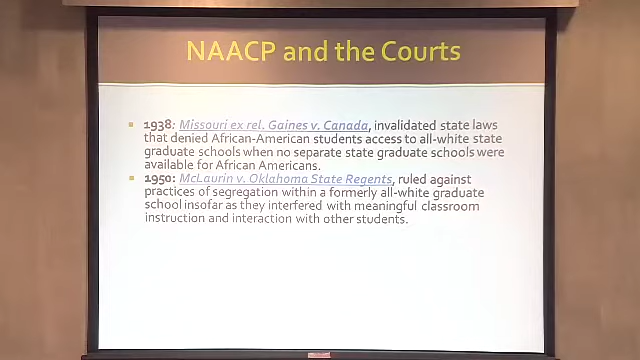 NAACP and the Courts
1938: Missouri ex rel. Gaines v. Canada, invalidated state laws
that denied African-American students access to all-white state
graduate schools when no separate state graduate schools were
available for African Americans.
1950: McLaurin v. Oklahoma State Regents, ruled against
practices of segregation within a formerly all-white graduate
school insofar as they interfered with meaningful classroom
instruction and interaction with other students.